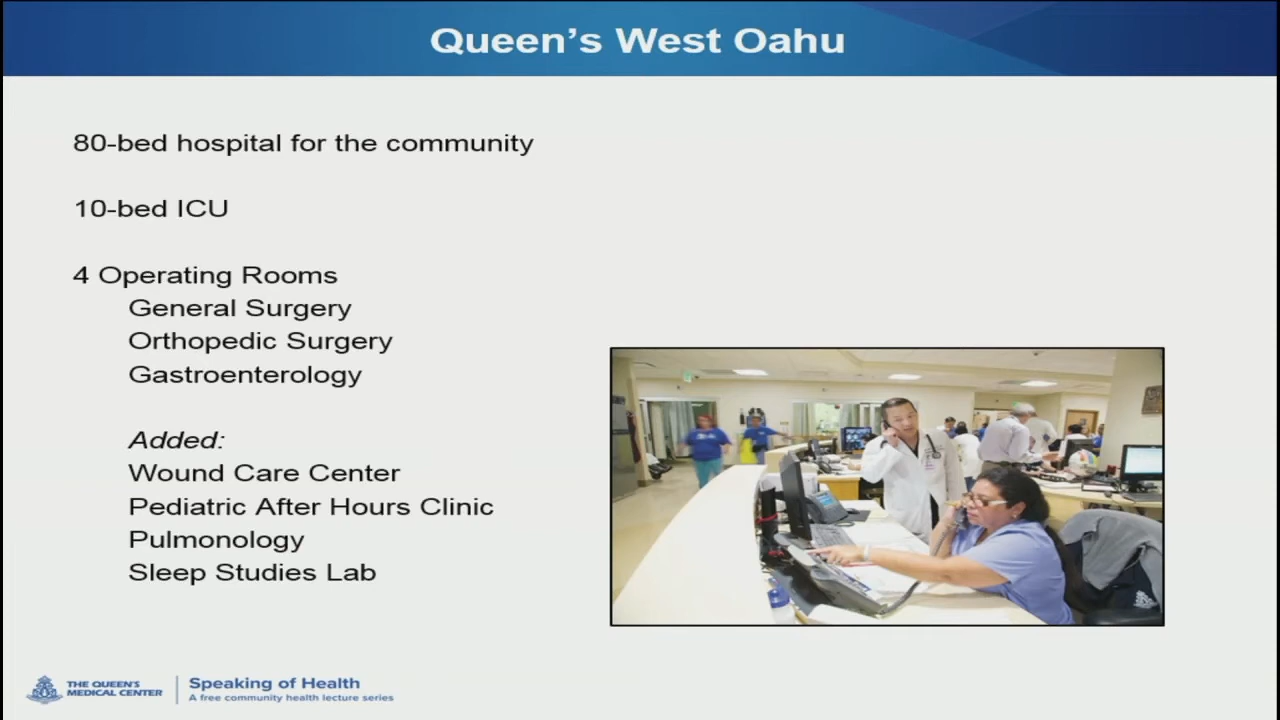 Queen's West Oahu
80-bed hospital for the community
10-bed ICU
4 Operating Rooms
General Surgery
Orthopedic Surgery
Gastroenterology
Added:
Wound Care Center
Pediatric After Hours Clinic
Pulmonology
Sleep Studies Lab
THE QUEEN'S
MEDICAL CENTER
Speaking of Health
A free community health lecture series